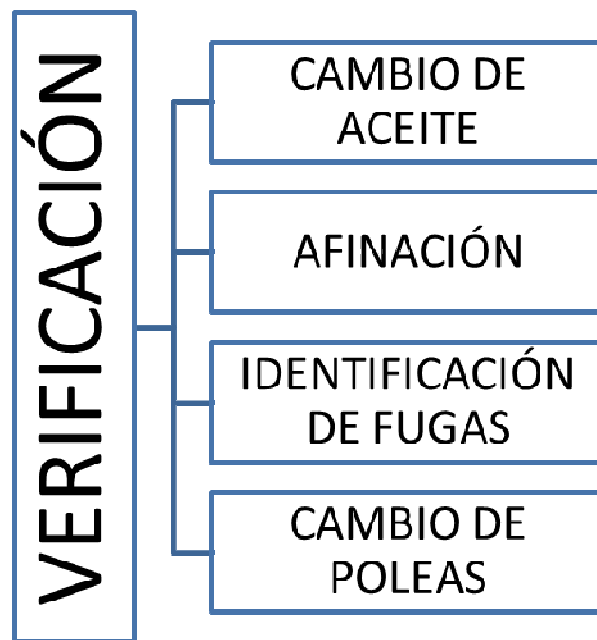 VERIFICACIÓN
CAMBIO DE
ACEITE
AFINACIÓN
IDENTIFICACIÓN
DE FUGAS
CAMBIO DE
POLEAS